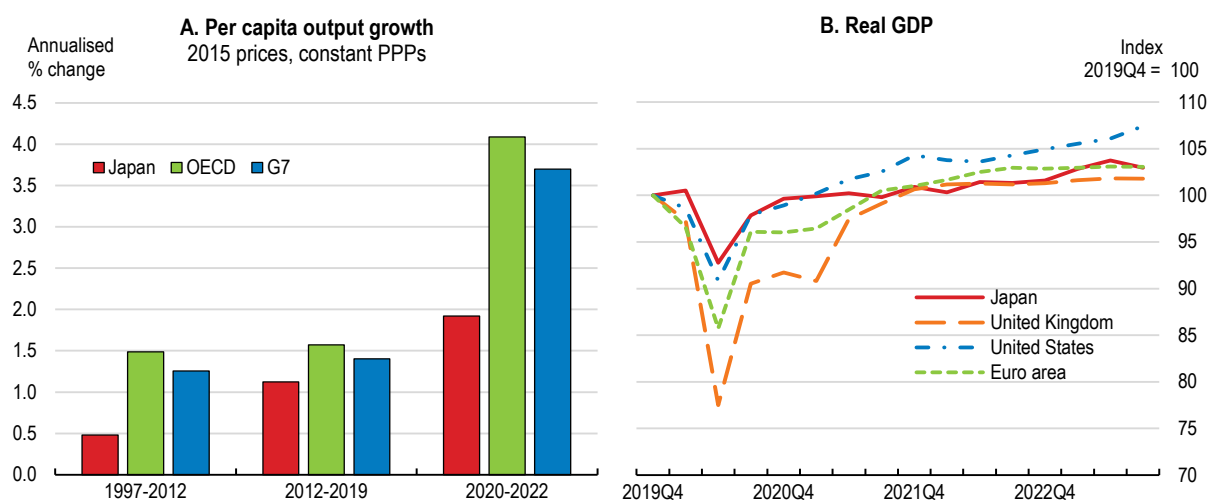 A. Per capita output growth
2015 prices, constant PPPs
Annualised
% change
4.5
4.0
3.5
3.0
2.5
2.0
1.5
1.0
0.5
0.0
Japan OECD G7
1997-2012 2012-2019 2020-2022
B. Real GDP
Index
2019Q4 = 100
110
105
100
95
90
85
80
75
70
Japan
United Kingdom
United States
Euro area
2019Q4 2020Q4 2021Q4 2022Q4